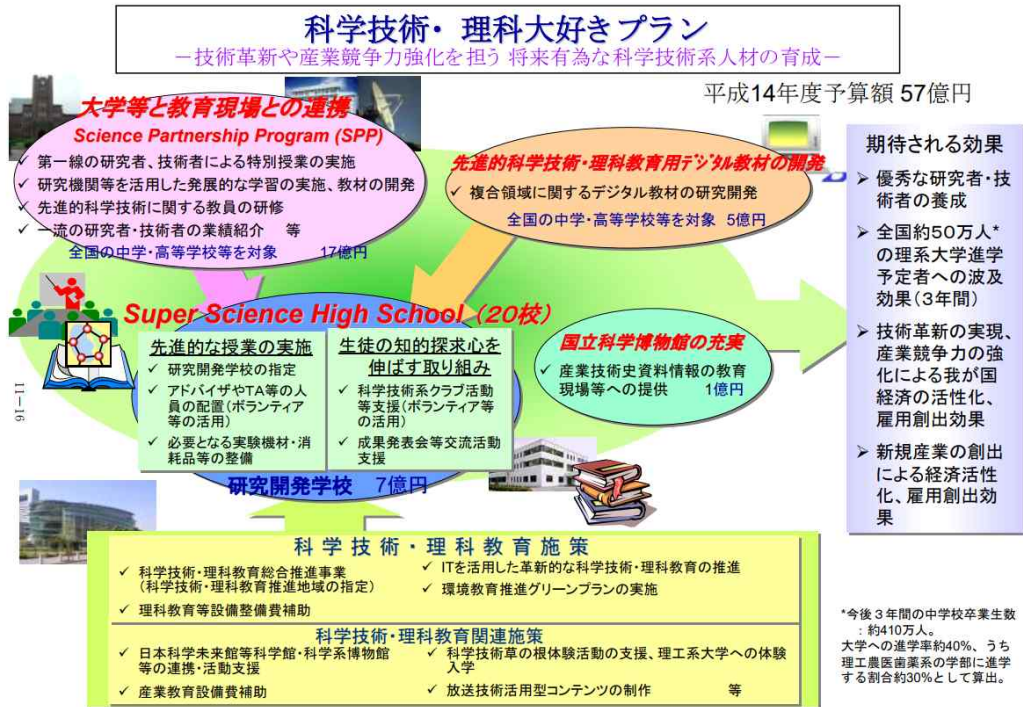 科学技術・ 理科大好きプラン
－技術革新や産業競争力強化を担う 将来有為な科学技術系人材の育成－
平成14年度予算額 57億円
大学等と教育現場との連携
Science Partnership Program (SPP)
✓ 第一線の研究者、技術者による特別授業の実施
✓ 研究機関等を活用した発展的な学習の実施、教材の開発
✓ 先進的科学技術に関する教員の研修
✓ 一流の研究者・技術者の業績紹介　等
全国の中学・高等学校等を対象　17億円
先進的科学技術・理科教育用ﾃﾞｼﾞﾀﾙ教材の開発
✓ 複合領域に関するデジタル教材の研究開発
全国の中学・高等学校等を対象 5億円
Super Science High School（20校）
先進的な授業の実施
✓ 研究開発学校の指定
✓ アドバイザやTA等の人
員の配置(ボランティア
等の活用)
✓ 必要となる実験機材・消
耗品等の整備
生徒の知的探求心を
伸ばす取り組み
✓ 科学技術系クラブ活動
等支援(ボランティア等
の活用)
✓ 成果発表会等交流活動
支援
研究開発学校　7億円
国立科学博物館の充実
✓ 産業技術史資料情報の教育
現場等への提供　1億円
期待される効果
➢ 優秀な研究者・技
術者の養成
➢ 全国約50万人*
の理系大学進学
予定者への波及
効果(3年間)
➢ 技術革新の実現、
産業競争力の強
化による我が国
経済の活性化、
雇用創出効果
➢ 新規産業の創出
による経済活性
化、雇用創出効
果
11－16
科 学 技 術 ・ 理 科 教 育 施 策
✓ 科学技術・理科教育総合推進事業
(科学技術・理科教育推進地域の指定)
✓ 理科教育等設備整備費補助
✓ ITを活用した革新的な科学技術・理科教育の推進
✓ 環境教育推進グリーンプランの実施
科学技術・理科教育関連施策
✓ 日本科学未来館等科学館・科学系博物館
等の連携・活動支援
✓ 産業教育設備費補助
✓ 科学技術草の根体験活動の支援、理工系大学への体験
入学
✓ 放送技術活用型コンテンツの制作　等
*今後３年間の中学校卒業生数
：約410万人。
大学への進学率約40%、うち
理工農医歯薬系の学部に進学
する割合約30%として算出。